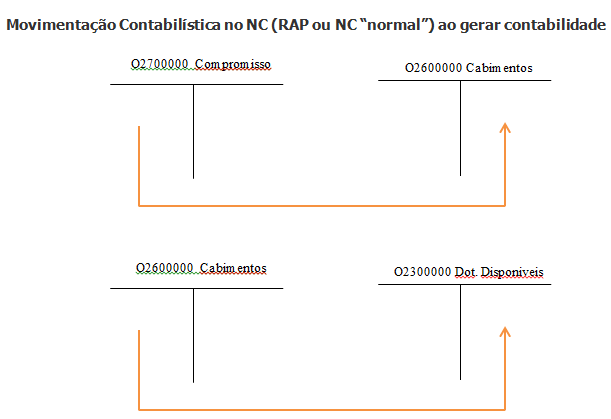 Movimentação Contabilística no NC (RAP ou NC “normal”) ao gerar contabilidade
O2700000 Compromisso
O2600000 Cabimentos
O2600000 Cabimentos
O2300000 Dot. Disponiveis